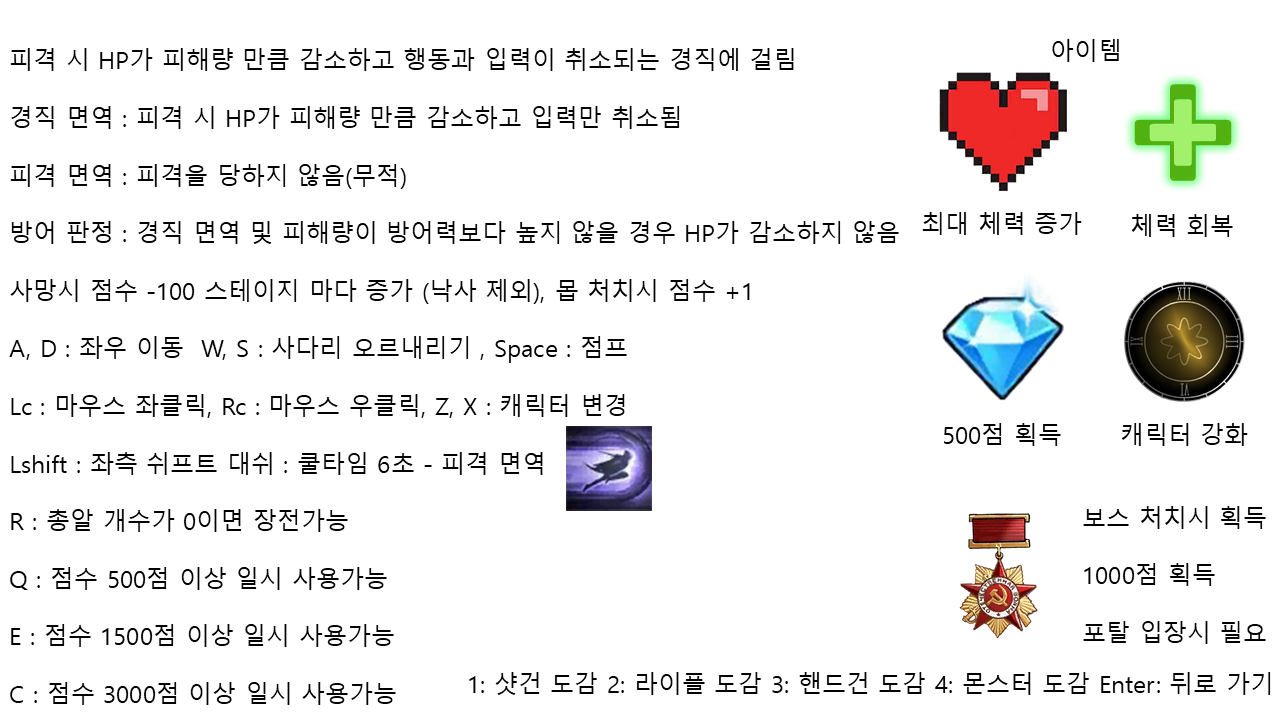 피격 시 HP가 피해량 만큼 감소하고 행동과 입력이 취소되는 경직에 걸림
경직 면역 : 피격 시 HP가 피해량 만큼 감소하고 입력만 취소됨
피격 면역 : 피격을 당하지 않음(무적)
방어 판정 : 경직 면역 및 피해량이 방어력보다 높지 않을 경우 HP가 감소하지 않음
사망시 점수 -100 스테이지 마다 증가 (낙사 제외), 몹 처치시 점수 +1
A, D : 좌우 이동  W, S : 사다리 오르내리기 , Space : 점프
Lc : 마우스 좌클릭, Rc : 마우스 우클릭, Z, X : 캐릭터 변경
Lshift : 좌측 쉬프트 대쉬 : 쿨타임 6초 - 피격 면역
R : 총알 개수가 0이면 장전가능
Q : 점수 500점 이상 일시 사용가능
E : 점수 1500점 이상 일시 사용가능
C : 점수 3000점 이상 일시 사용가능
아이템
최대 체력 증가
체력 회복
XII
III
VI
IX
500점 획득
캐릭터 강화
보스 처치시 획득
1000점 획득
포탈 입장시 필요
1: 샷건 도감 2: 라이플 도감 3: 핸드건 도감 4: 몬스터 도감 Enter: 뒤로 가기